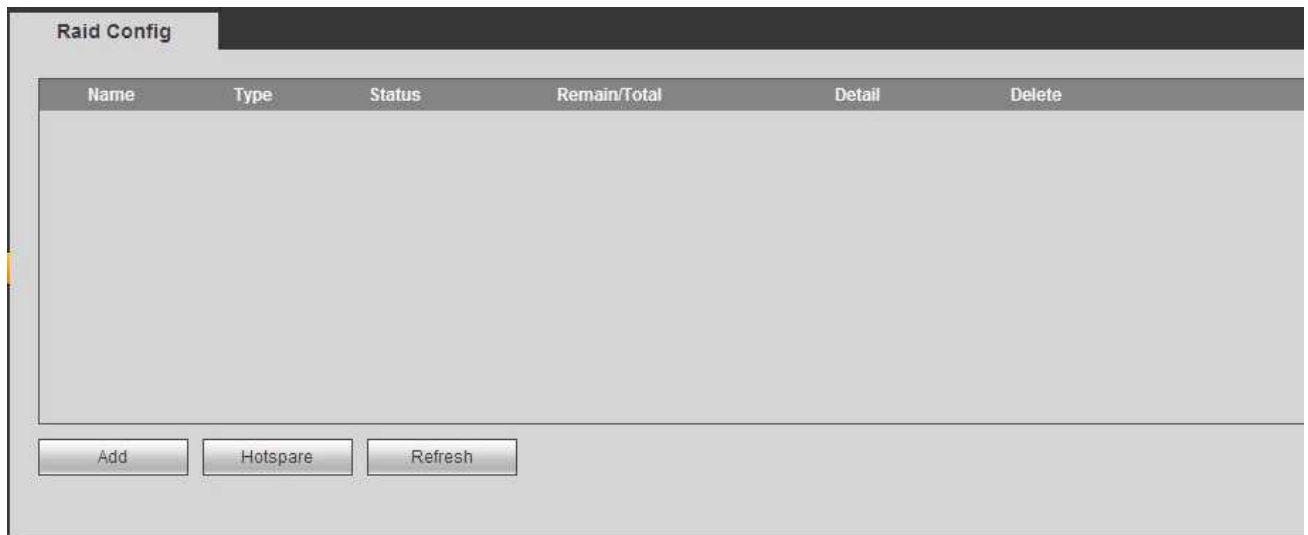 Raid Config
Name Type Status Remain/Total Detail Delete
Add Hotspare Refresh